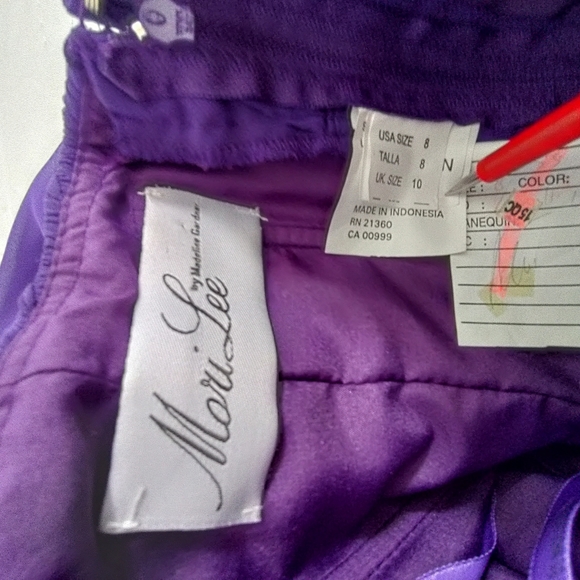 USA SIZE 8
TALLA 8
UK SIZE 10
N
MADE IN INDONESIA
RN 21360
CA 00999
Mori Lee
by Madeline Gardner
COLOR:
15QC